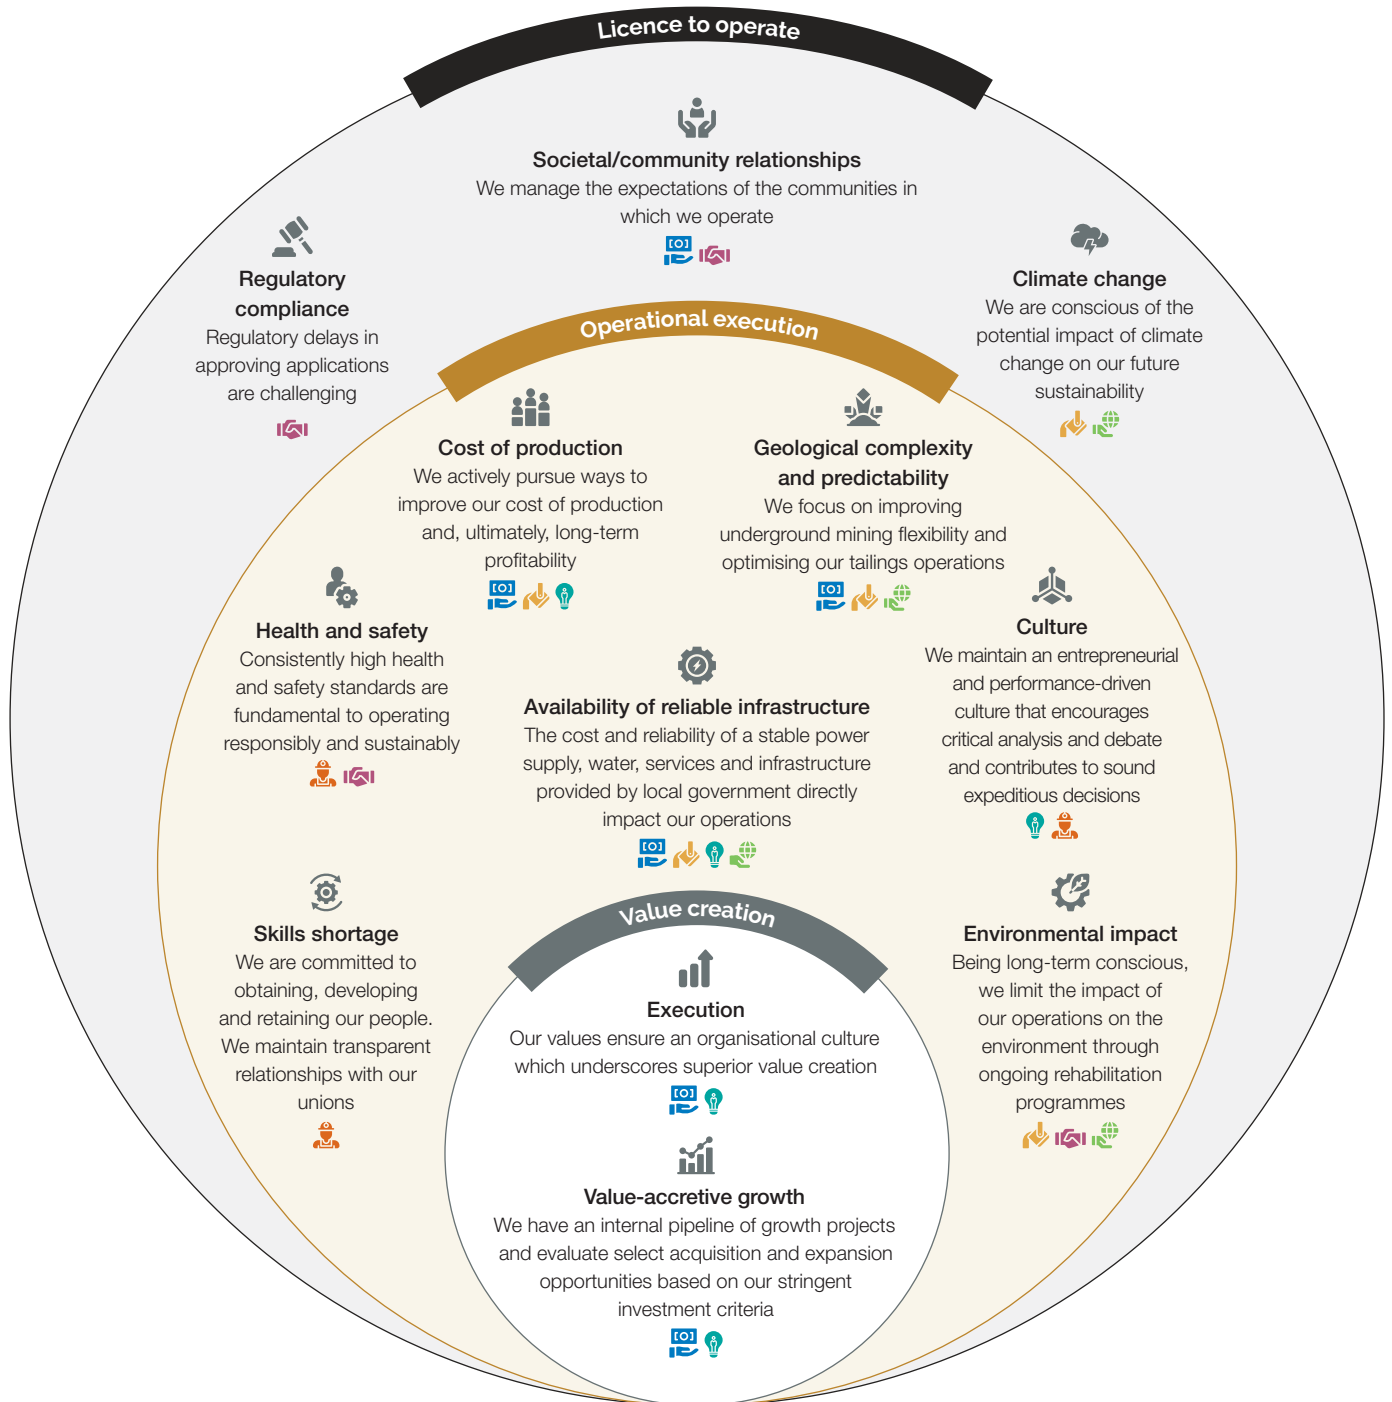 Licence to operate
Societal/community relationships
We manage the expectations of the communities in
which we operate
Regulatory
compliance
Regulatory delays in
approving applications
are challenging
Climate change
We are conscious of the
potential impact of climate
change on our future
sustainability
Operational execution
Cost of production
We actively pursue ways to
improve our cost of production
and, ultimately, long-term
profitability
Geological complexity
and predictability
We focus on improving
underground mining flexibility and
optimising our tailings operations
Health and safety
Consistently high health
and safety standards are
fundamental to operating
responsibly and sustainably
Availability of reliable infrastructure
The cost and reliability of a stable power
supply, water, services and infrastructure
provided by local government directly
impact our operations
Culture
We maintain an entrepreneurial
and performance-driven
culture that encourages
critical analysis and debate
and contributes to sound
expeditious decisions
Skills shortage
We are committed to
obtaining, developing
and retaining our people.
We maintain transparent
relationships with our
unions
Environmental impact
Being long-term conscious,
we limit the impact of
our operations on the
environment through
ongoing rehabilitation
programmes
Value creation
Execution
Our values ensure an organisational culture
which underscores superior value creation
Value-accretive growth
We have an internal pipeline of growth projects
and evaluate select acquisition and expansion
opportunities based on our stringent
investment criteria